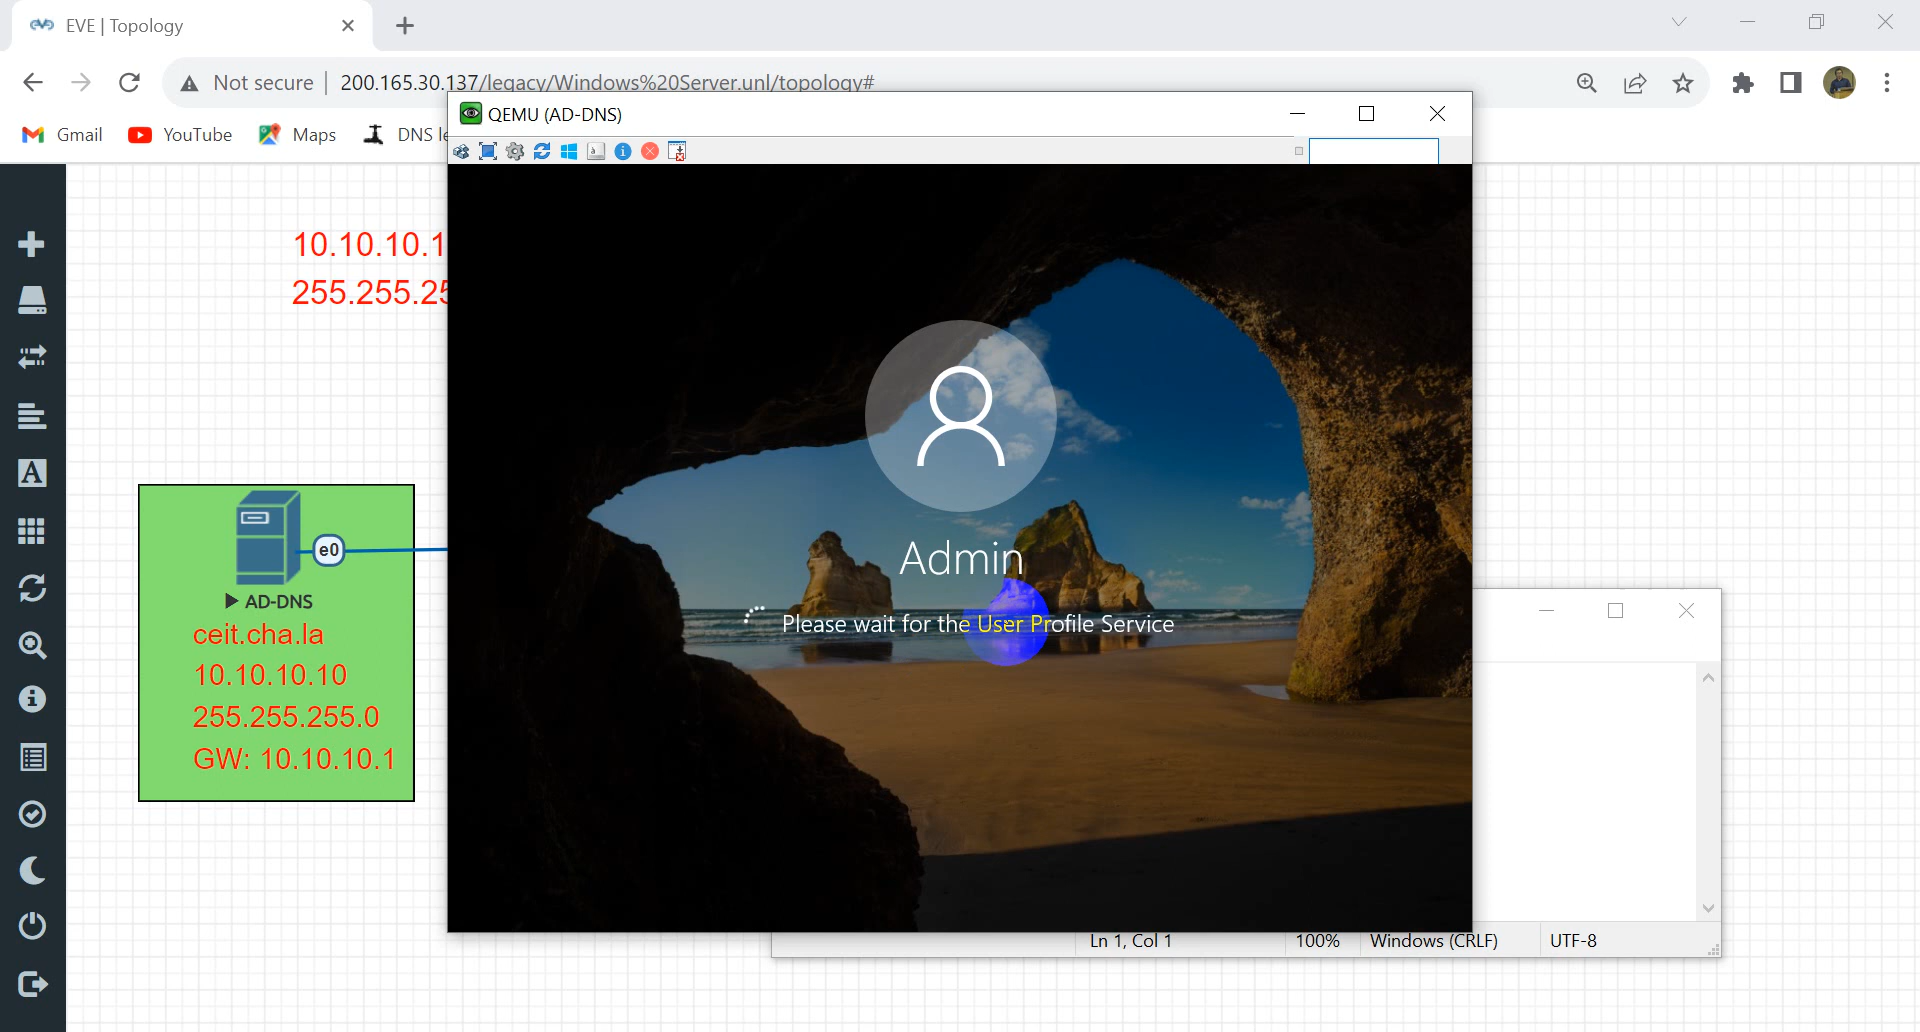 EVE | Topology
Not secure
200.165.30.137/legacy/Windows%20Server.unl/topology#
Gmail
YouTube
Maps
DNS le
QEMU (AD-DNS)
10.10.10.1
255.255.25
e0
AD-DNS
ceit.cha.la
10.10.10.10
255.255.255.0
GW: 10.10.10.1
Admin
Please wait for the User Profile Service
Ln 1, Col 1
100%
Windows (CRLF)
UTF-8